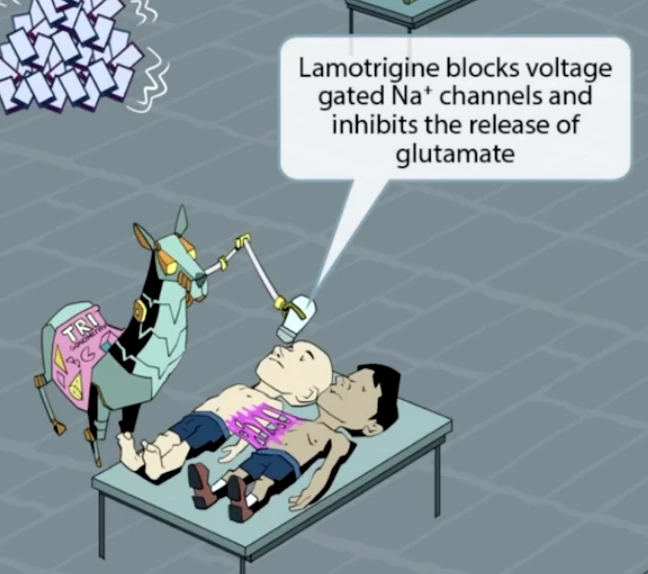 Lamotrigine blocks voltage
gated Na⁺ channels and
inhibits the release of
glutamate
TRI